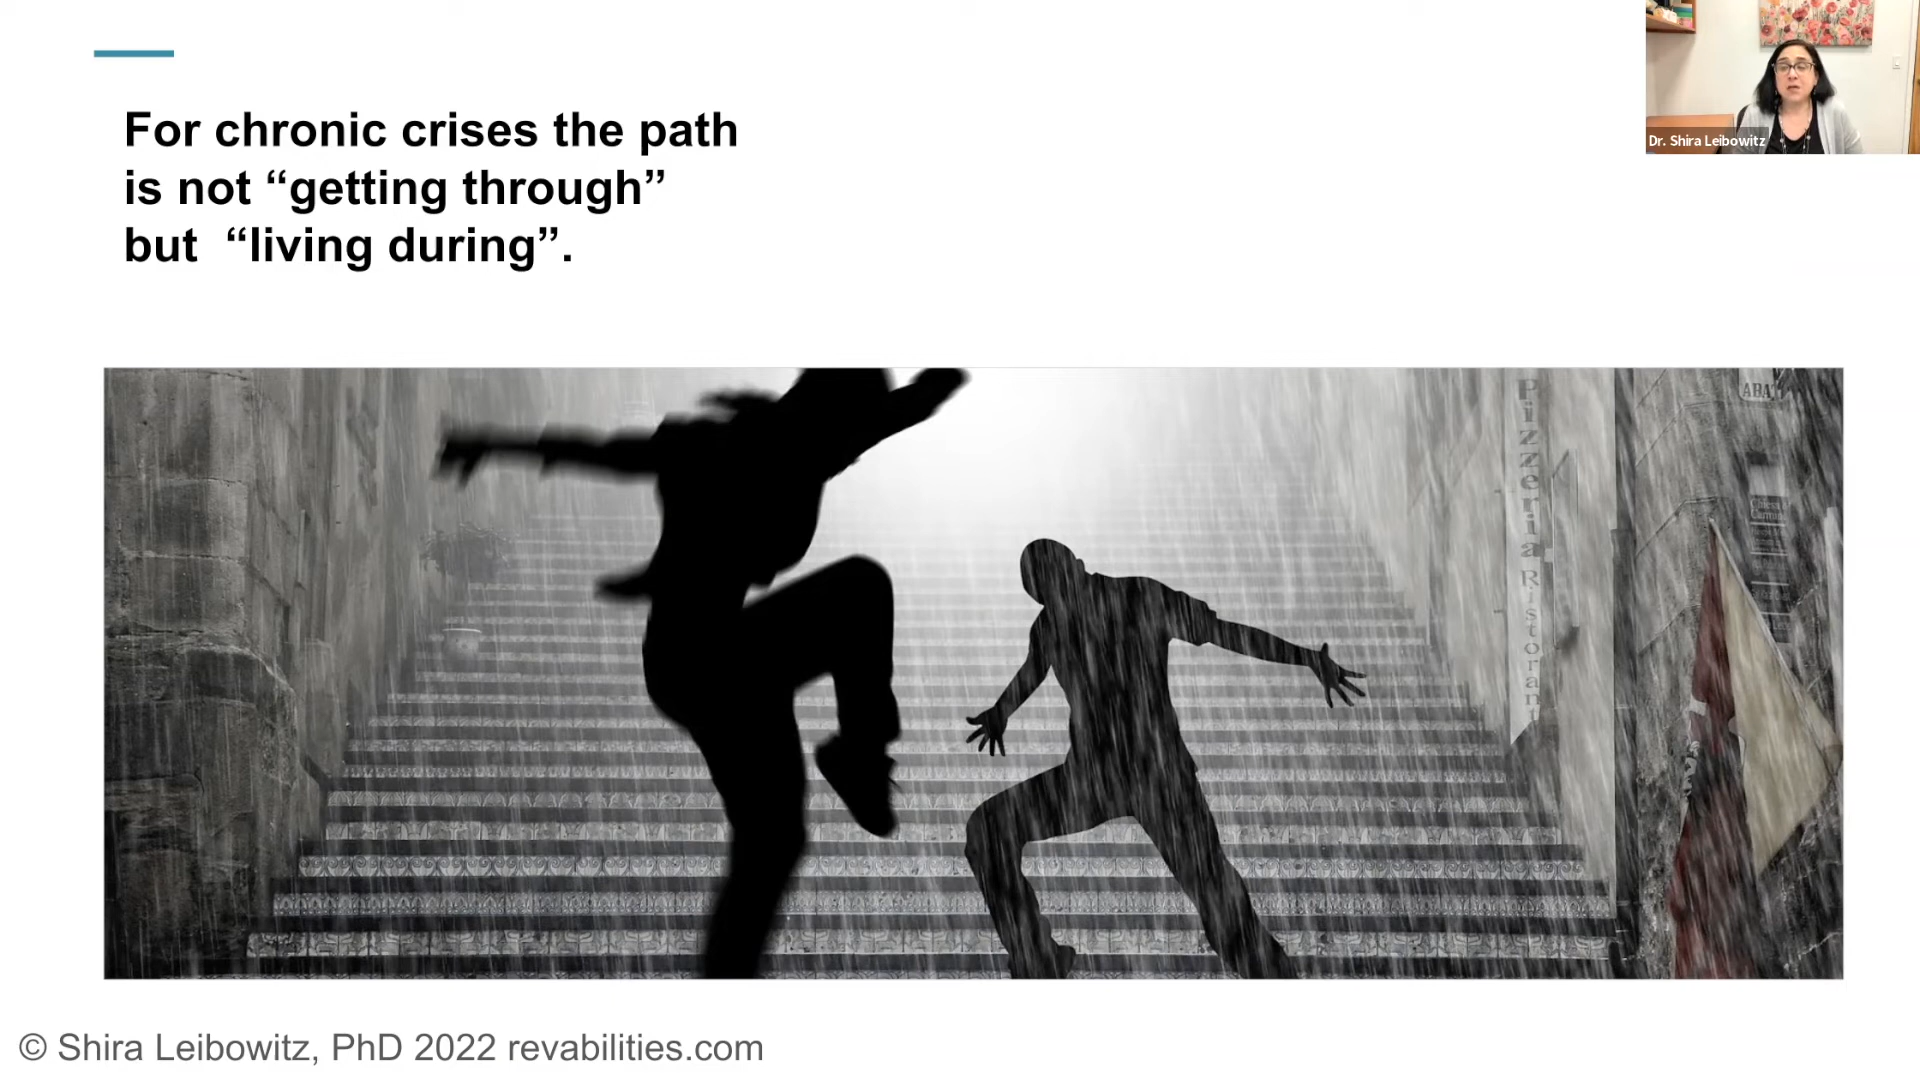 For chronic crises the path
is not “getting through”
but “living during”.
Dr. Shira Leibowitz
Pizzeria Ristorant
© Shira Leibowitz, PhD 2022 revabilities.com